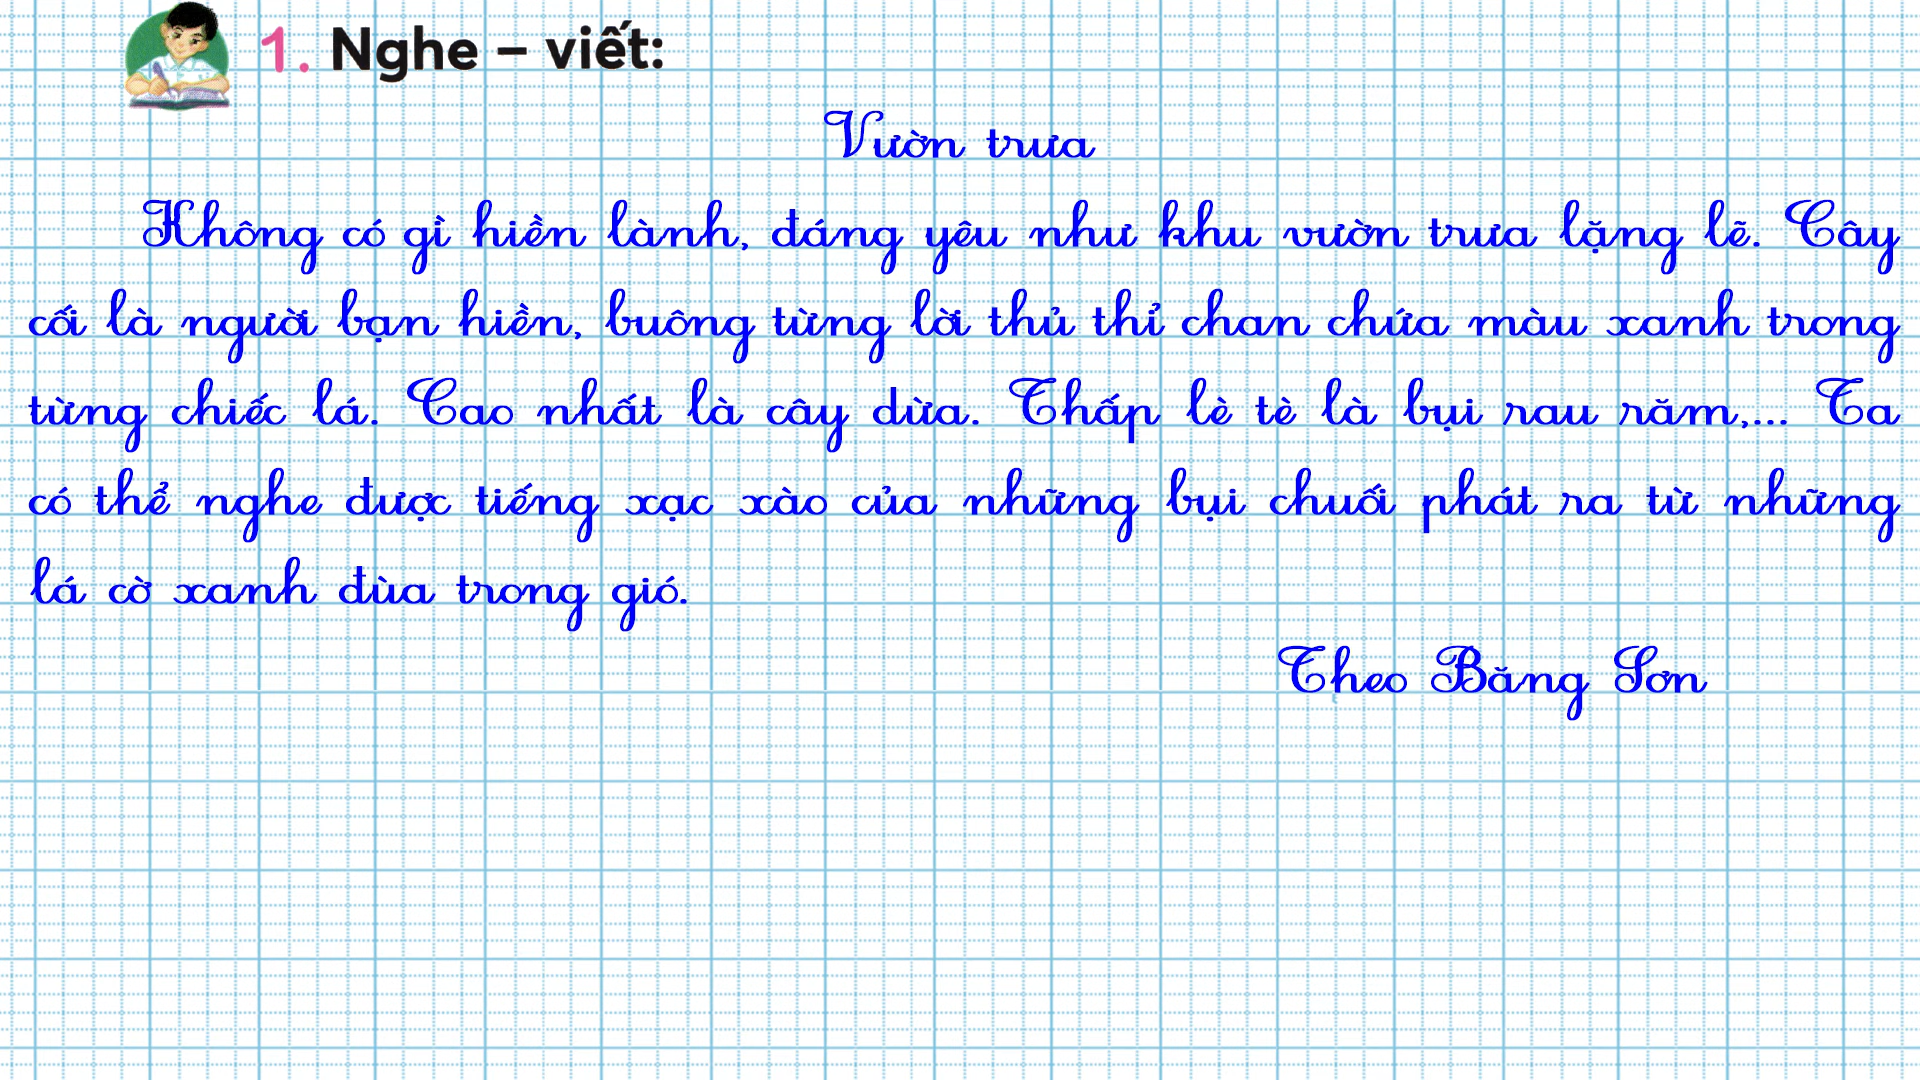 1. Nghe – viết:
Vườn trưa
Không có gì hiền lành, đáng yêu như khu vườn trưa lặng lẽ. Cây
cối là người bạn hiền, buông từng lời thủ thỉ chan chứa màu xanh trong
từng chiếc lá. Cao nhất là cây dừa. Thấp lè tè là bụi rau răm,... Ta
có thể nghe được tiếng xạc xào của những bụi chuối phát ra từ những
lá cờ xanh đùa trong gió.
Theo Băng Sơn